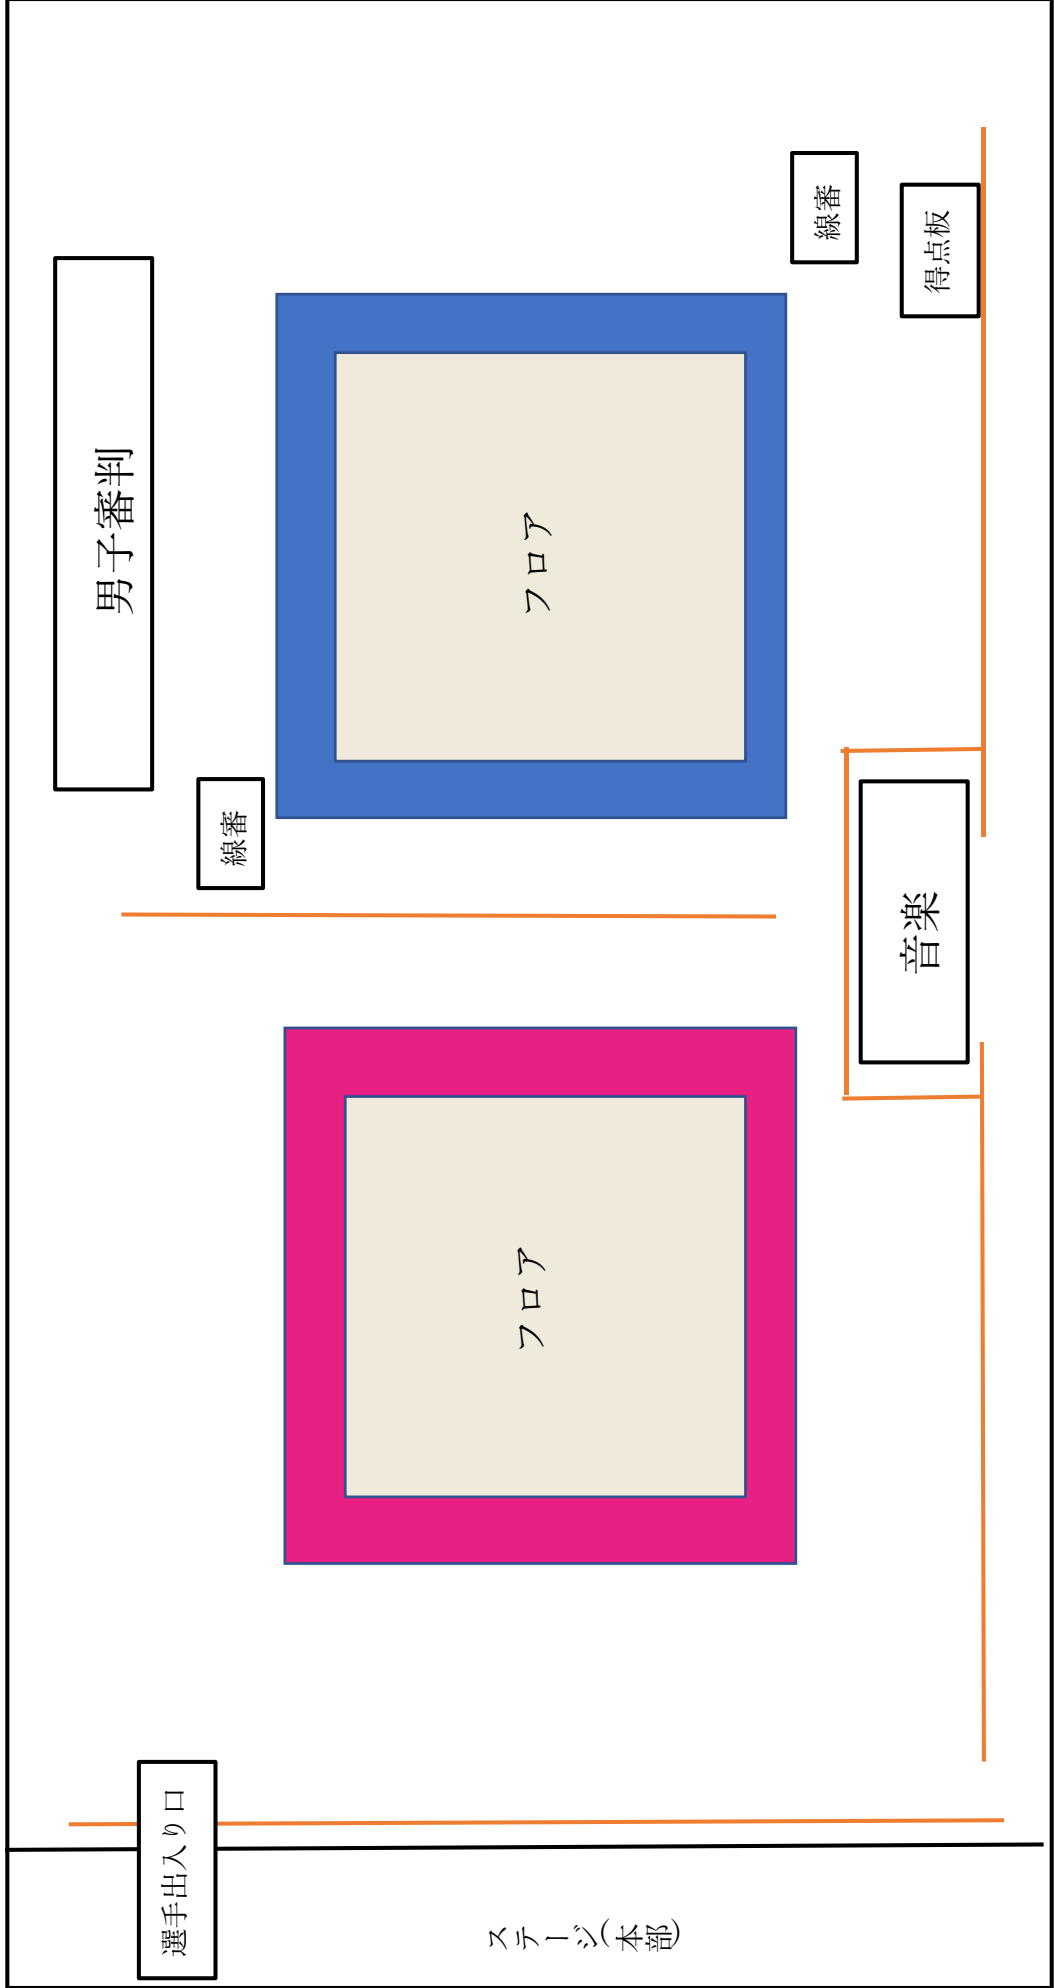 男子審判
線審
線審
得点板
フロア
音楽
フロア
選手出入り口
ステージ(本部)